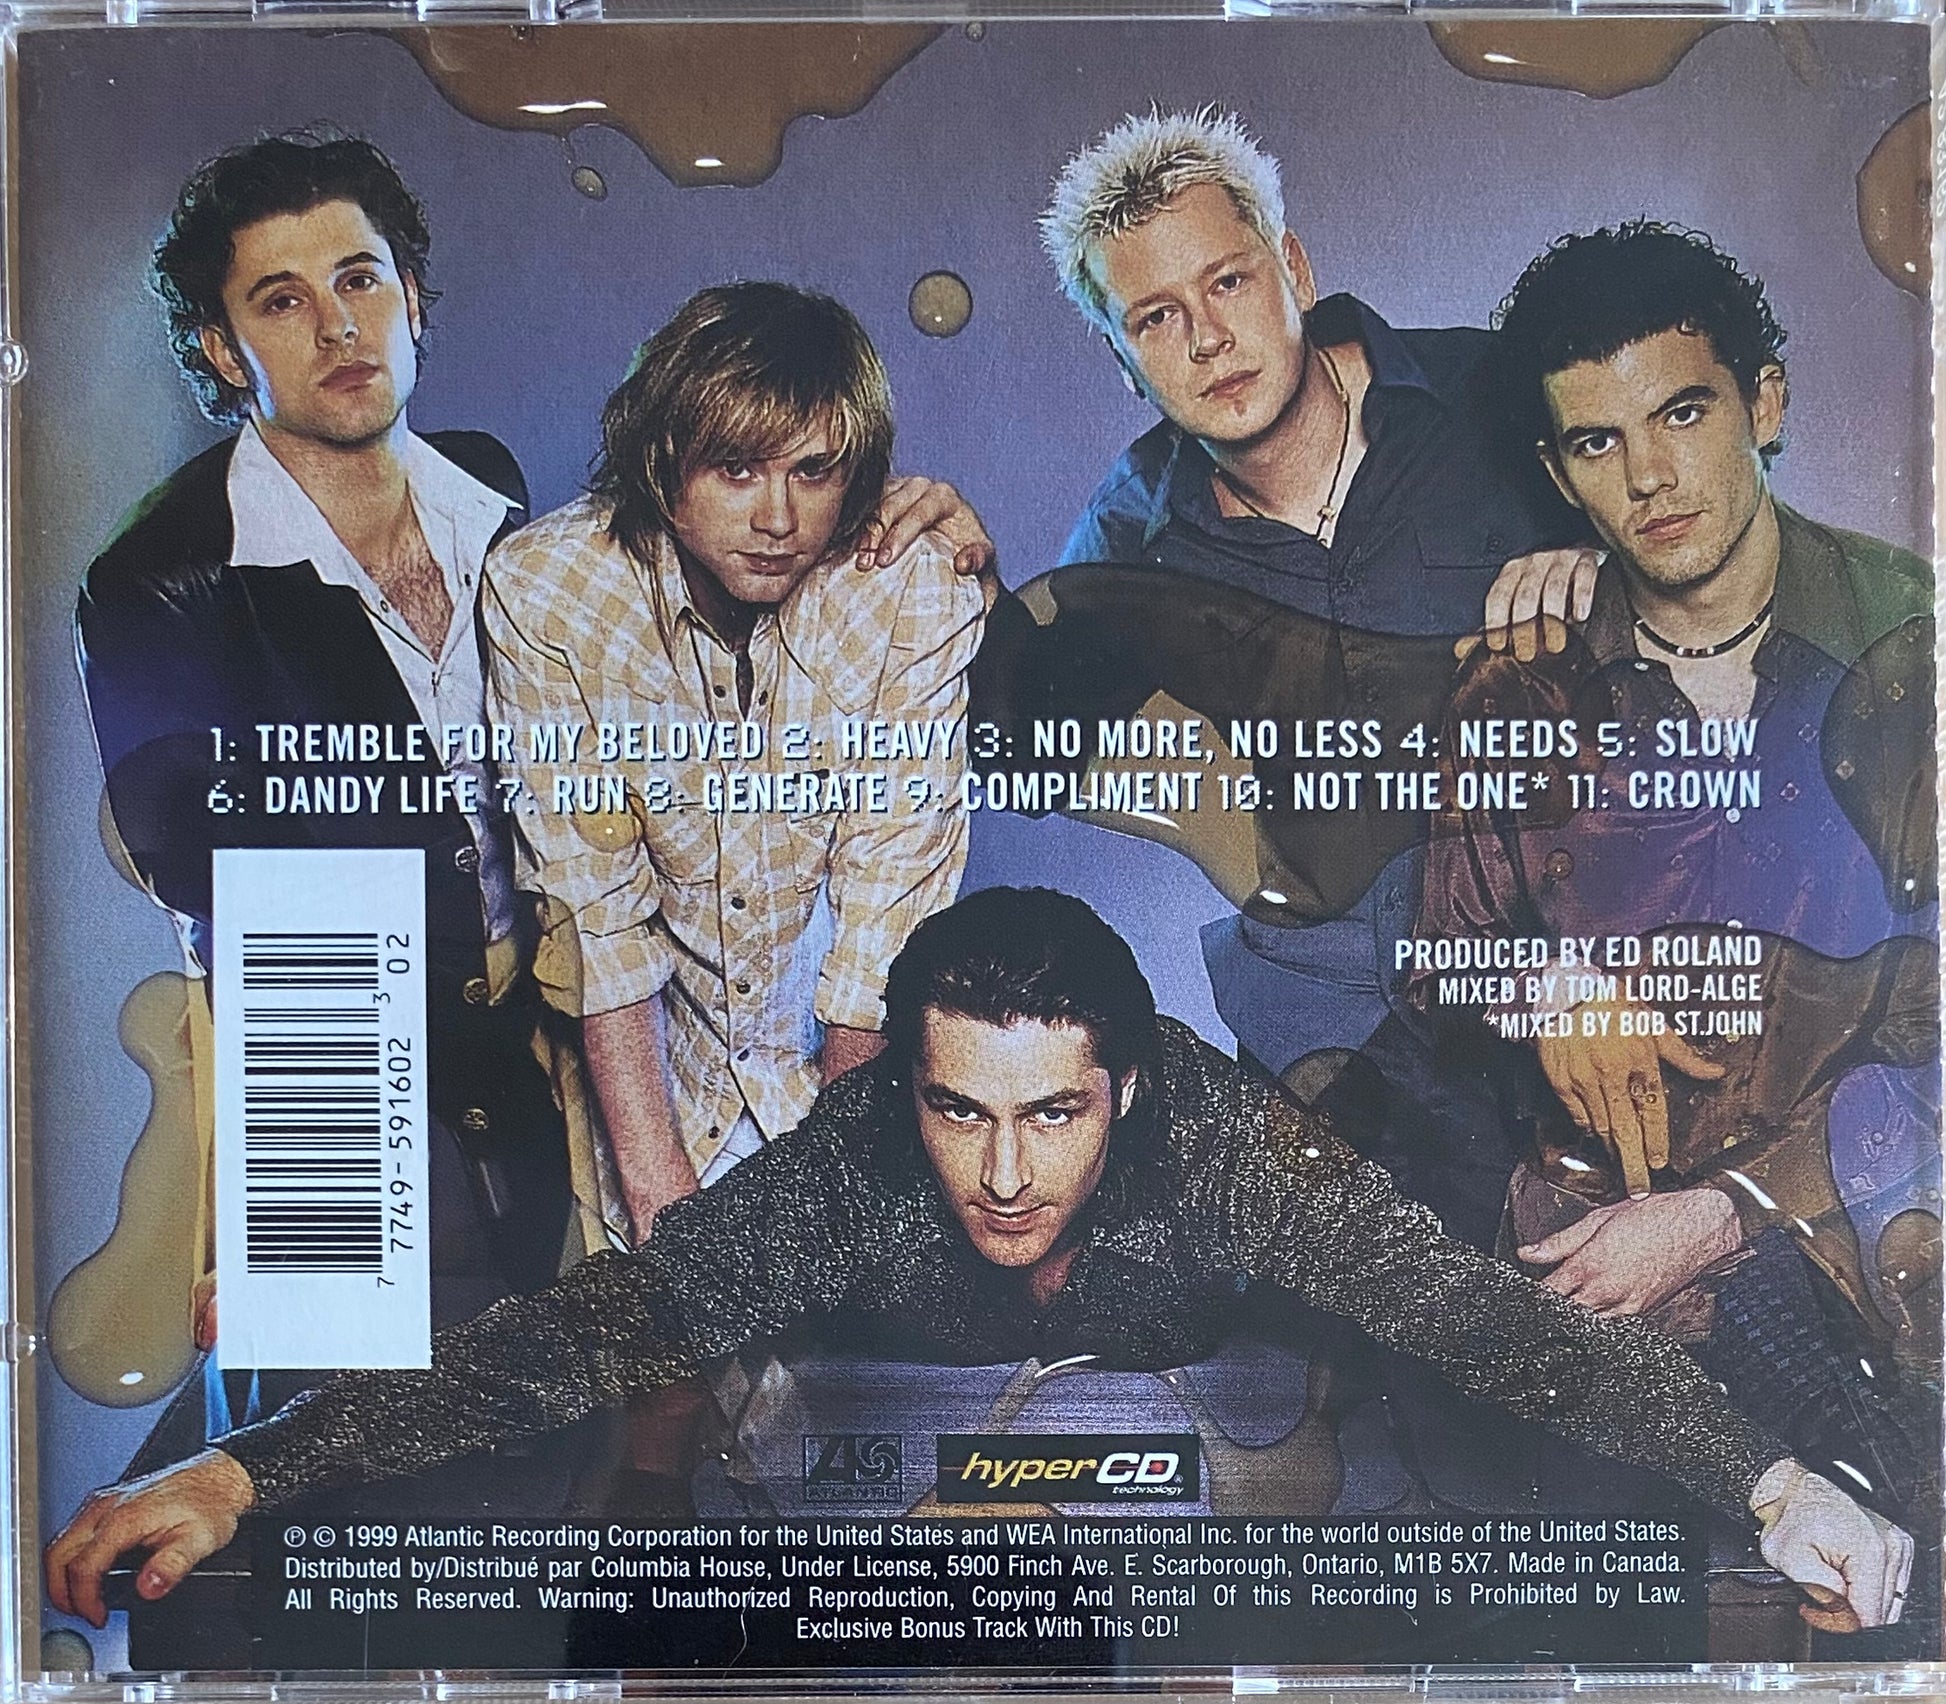 1: TREMBLE FOR MY BELOVED 2: HEAVY 3: NO MORE, NO LESS 4: NEEDS 5: SLOW
6: DANDY LIFE 7: RUN 8: GENERATE 9: COMPLIMENT 10: NOT THE ONE* 11: CROWN
PRODUCED BY ED ROLAND
MIXED BY TOM LORD-ALGE
*MIXED BY BOB ST.JOHN
7 7749-591602 3 02
ATLANTIC
hyperCD®
technology
℗ © 1999 Atlantic Recording Corporation for the United States and WEA International Inc. for the world outside of the United States.
Distributed by/Distribué par Columbia House, Under License, 5900 Finch Ave. E. Scarborough, Ontario, M1B 5X7. Made in Canada.
All Rights Reserved. Warning: Unauthorized Reproduction, Copying And Rental Of this Recording is Prohibited by Law.
Exclusive Bonus Track With This CD!